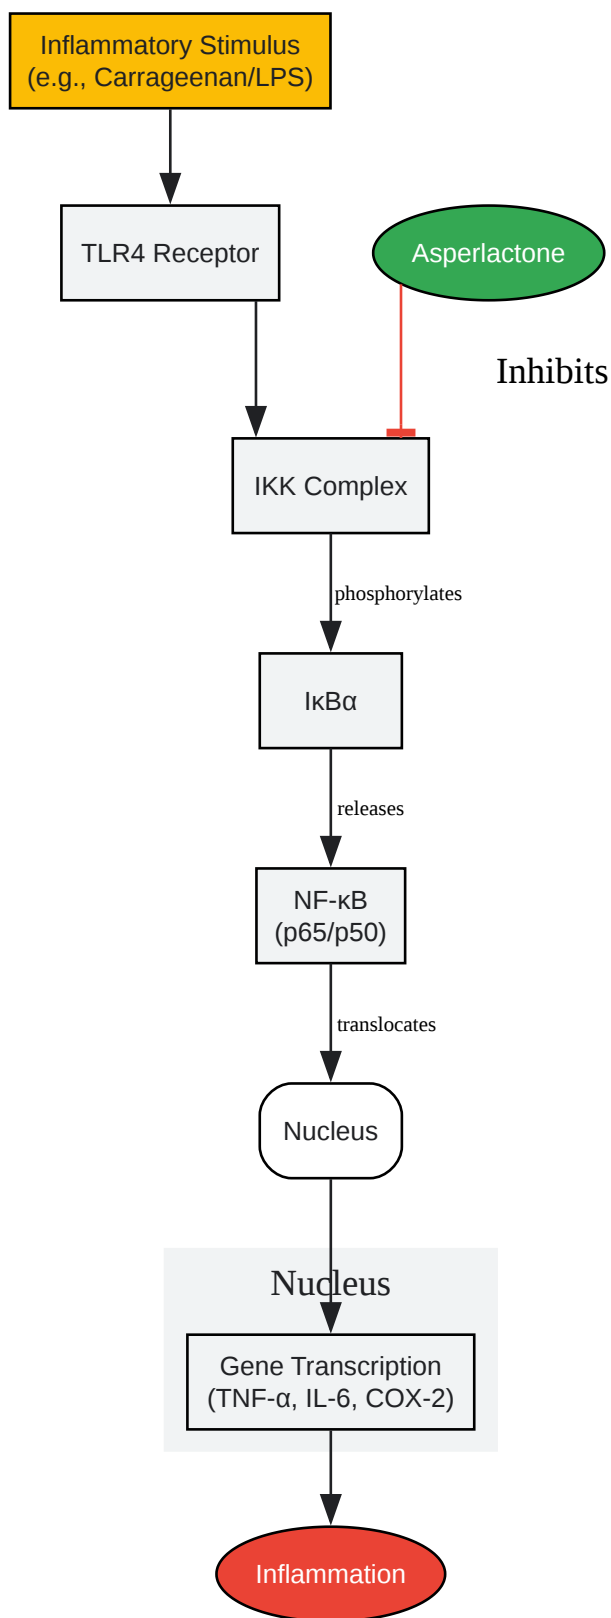 Inflammatory Stimulus
(e.g., Carrageenan/LPS)
TLR4 Receptor
Asperlactone
Inhibits
IKK Complex
phosphorylates
IκBα
releases
NF-κB
(p65/p50)
translocates
Nucleus
Nucleus
Gene Transcription
(TNF-α, IL-6, COX-2)
Inflammation